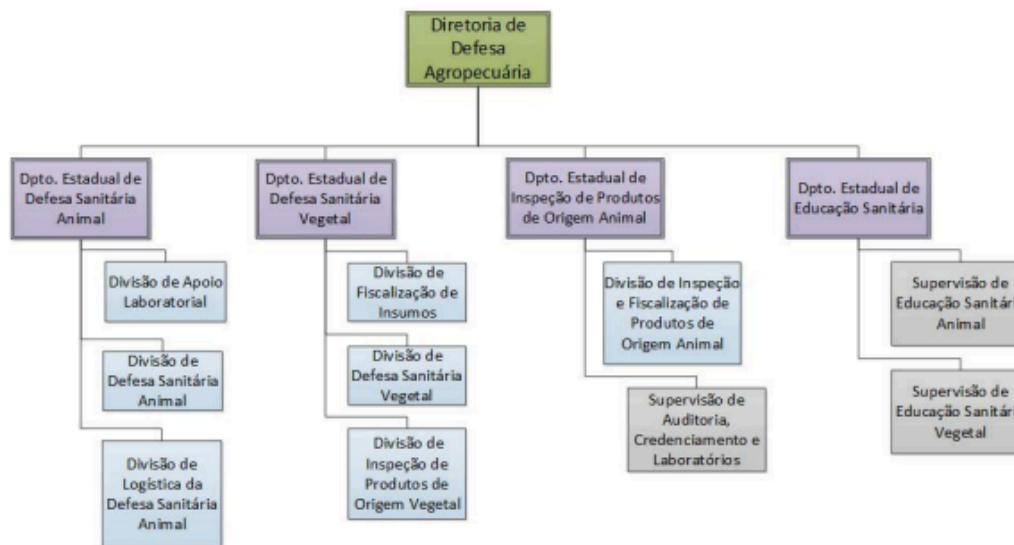 Diretoria de
Defesa
Agropecuária
Dpto. Estadual de
Defesa Sanitária
Animal
Dpto. Estadual de
Defesa Sanitária
Vegetal
Dpto. Estadual de
Inspeção de Produtos
de Origem Animal
Dpto. Estadual de
Educação Sanitária
Divisão de Apoio
Laboratorial
Divisão de
Defesa Sanitária
Animal
Divisão de
Logística da
Defesa Sanitária
Animal
Divisão de
Fiscalização de
Insumos
Divisão de
Defesa Sanitária
Vegetal
Divisão de
Inspeção de
Produtos de
Origem Vegetal
Divisão de Inspeção
e Fiscalização de
Produtos de
Origem Animal
Supervisão de
Auditoria,
Credenciamento e
Laboratórios
Supervisão de
Educação Sanitária
Animal
Supervisão de
Educação Sanitária
Vegetal